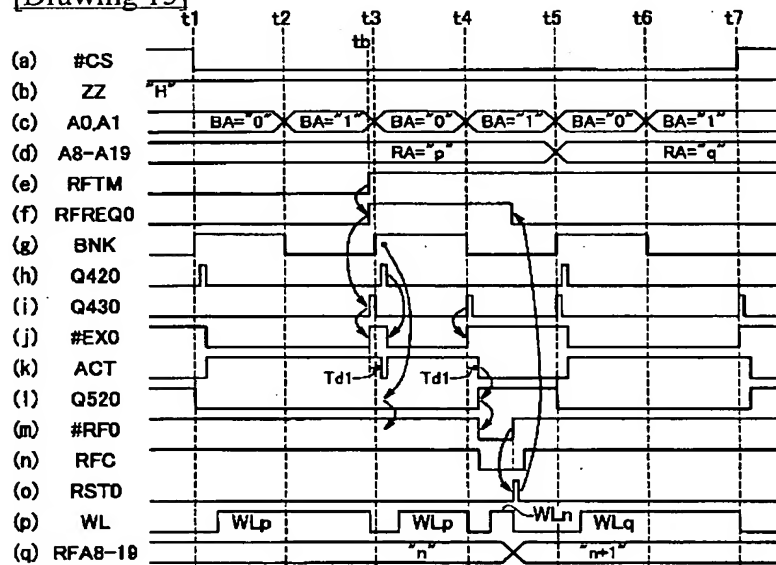 [Drawing 15]
t1 t2 t3 t4 t5 t6 t7
tb
(a) #CS
(b) ZZ "H"
(c) A0,A1 BA="0" BA="1" BA="0" BA="1" BA="0" BA="1"
(d) A8-A19 RA="p" RA="q"
(e) RFTM
(f) RFREQ0
(g) BNK
(h) Q420
(i) Q430
(j) #EX0
(k) ACT Td1 Td1
(l) Q520
(m) #RF0
(n) RFC
(o) RST0
(p) WL WLp WLp WLn WLq
(q) RFA8-19 "n" "n+1"